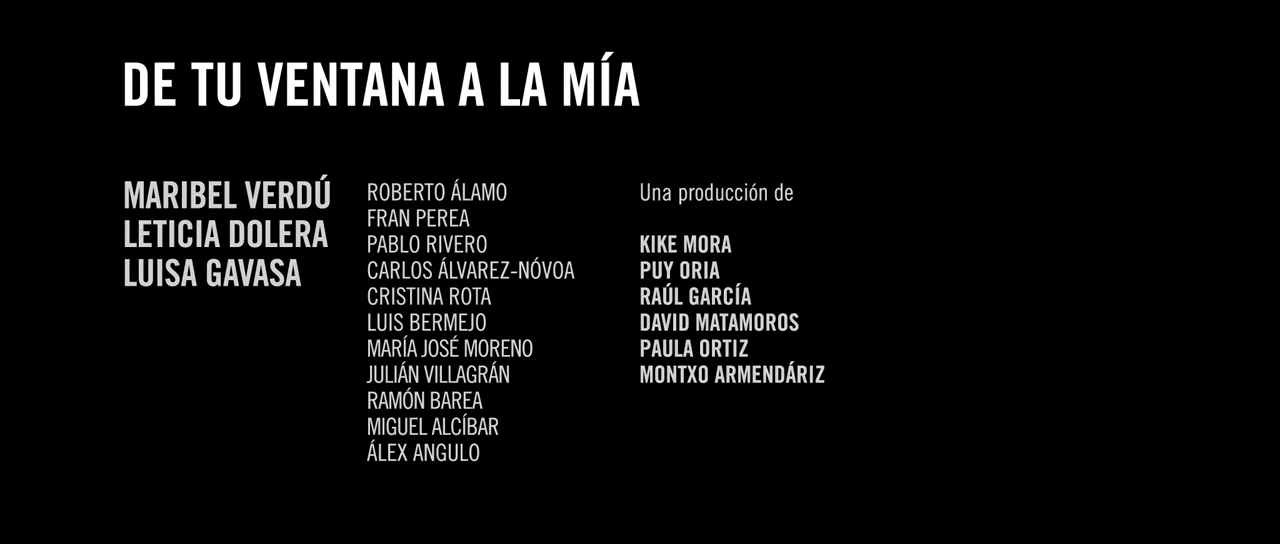 DE TU VENTANA A LA MÍA
MARIBEL VERDÚ
LETICIA DOLERA
LUISA GAVASA
ROBERTO ÁLAMO
FRAN PEREA
PABLO RIVERO
CARLOS ÁLVAREZ-NÓVOA
CRISTINA ROTA
LUIS BERMEJO
MARÍA JOSÉ MORENO
JULIÁN VILLAGRÁN
RAMÓN BAREA
MIGUEL ALCÍBAR
ÁLEX ANGULO
Una producción de
KIKE MORA
PUY ORIA
RAÚL GARCÍA
DAVID MATAMOROS
PAULA ORTIZ
MONTXO ARMENDÁRIZ